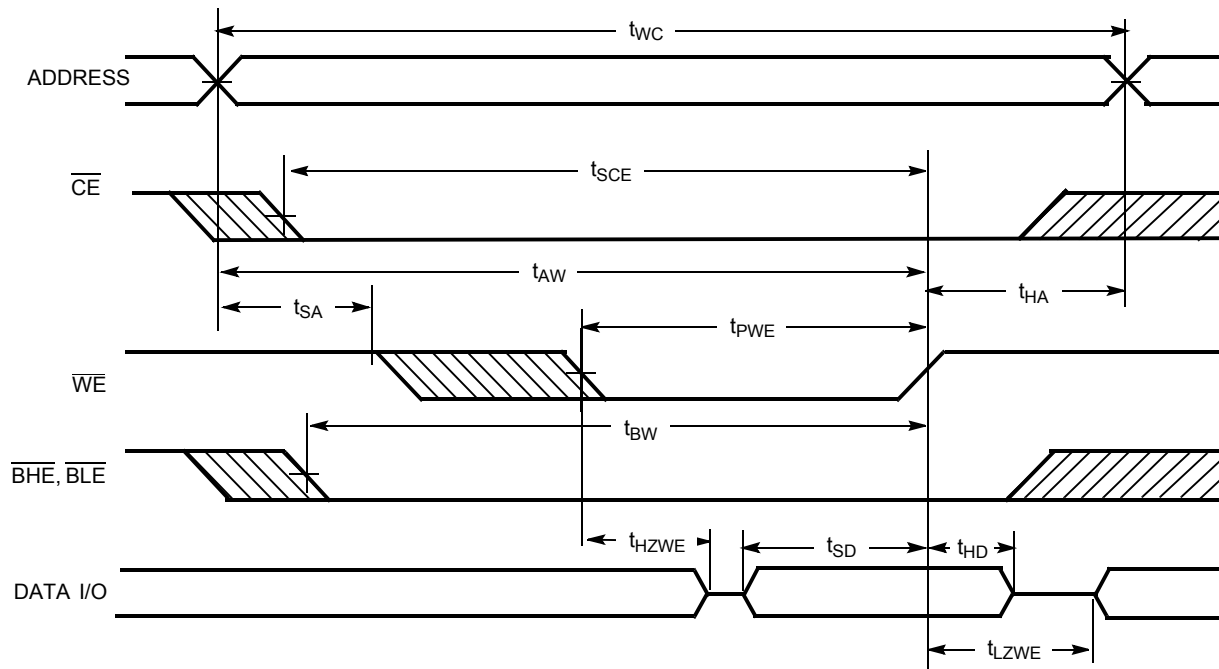 tWC
ADDRESS
tSCE
CE
tAW
tSA
tHA
tPWE
WE
tBW
BHE, BLE
tHZWE
tSD
tHD
DATA I/O
tLZWE